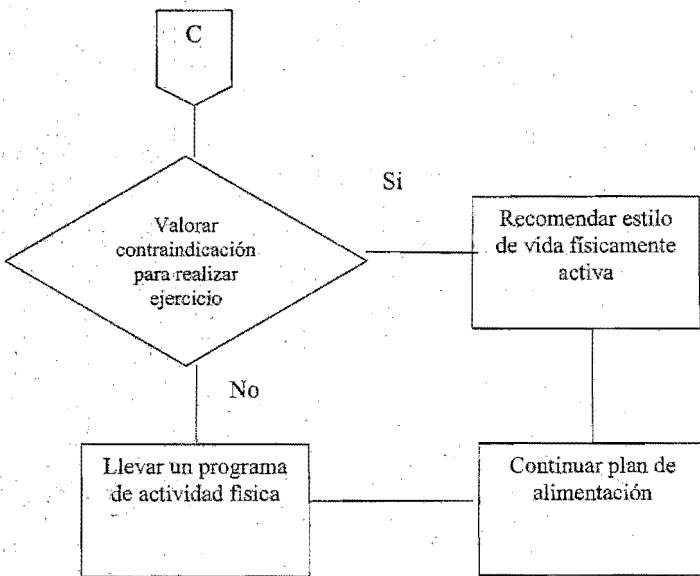 C
Valorar
contraindicación
para realizar
ejercicio
Si
Recomendar estilo
de vida físicamente
activa
No
Llevar un programa
de actividad fisica
Continuar plan de
alimentación